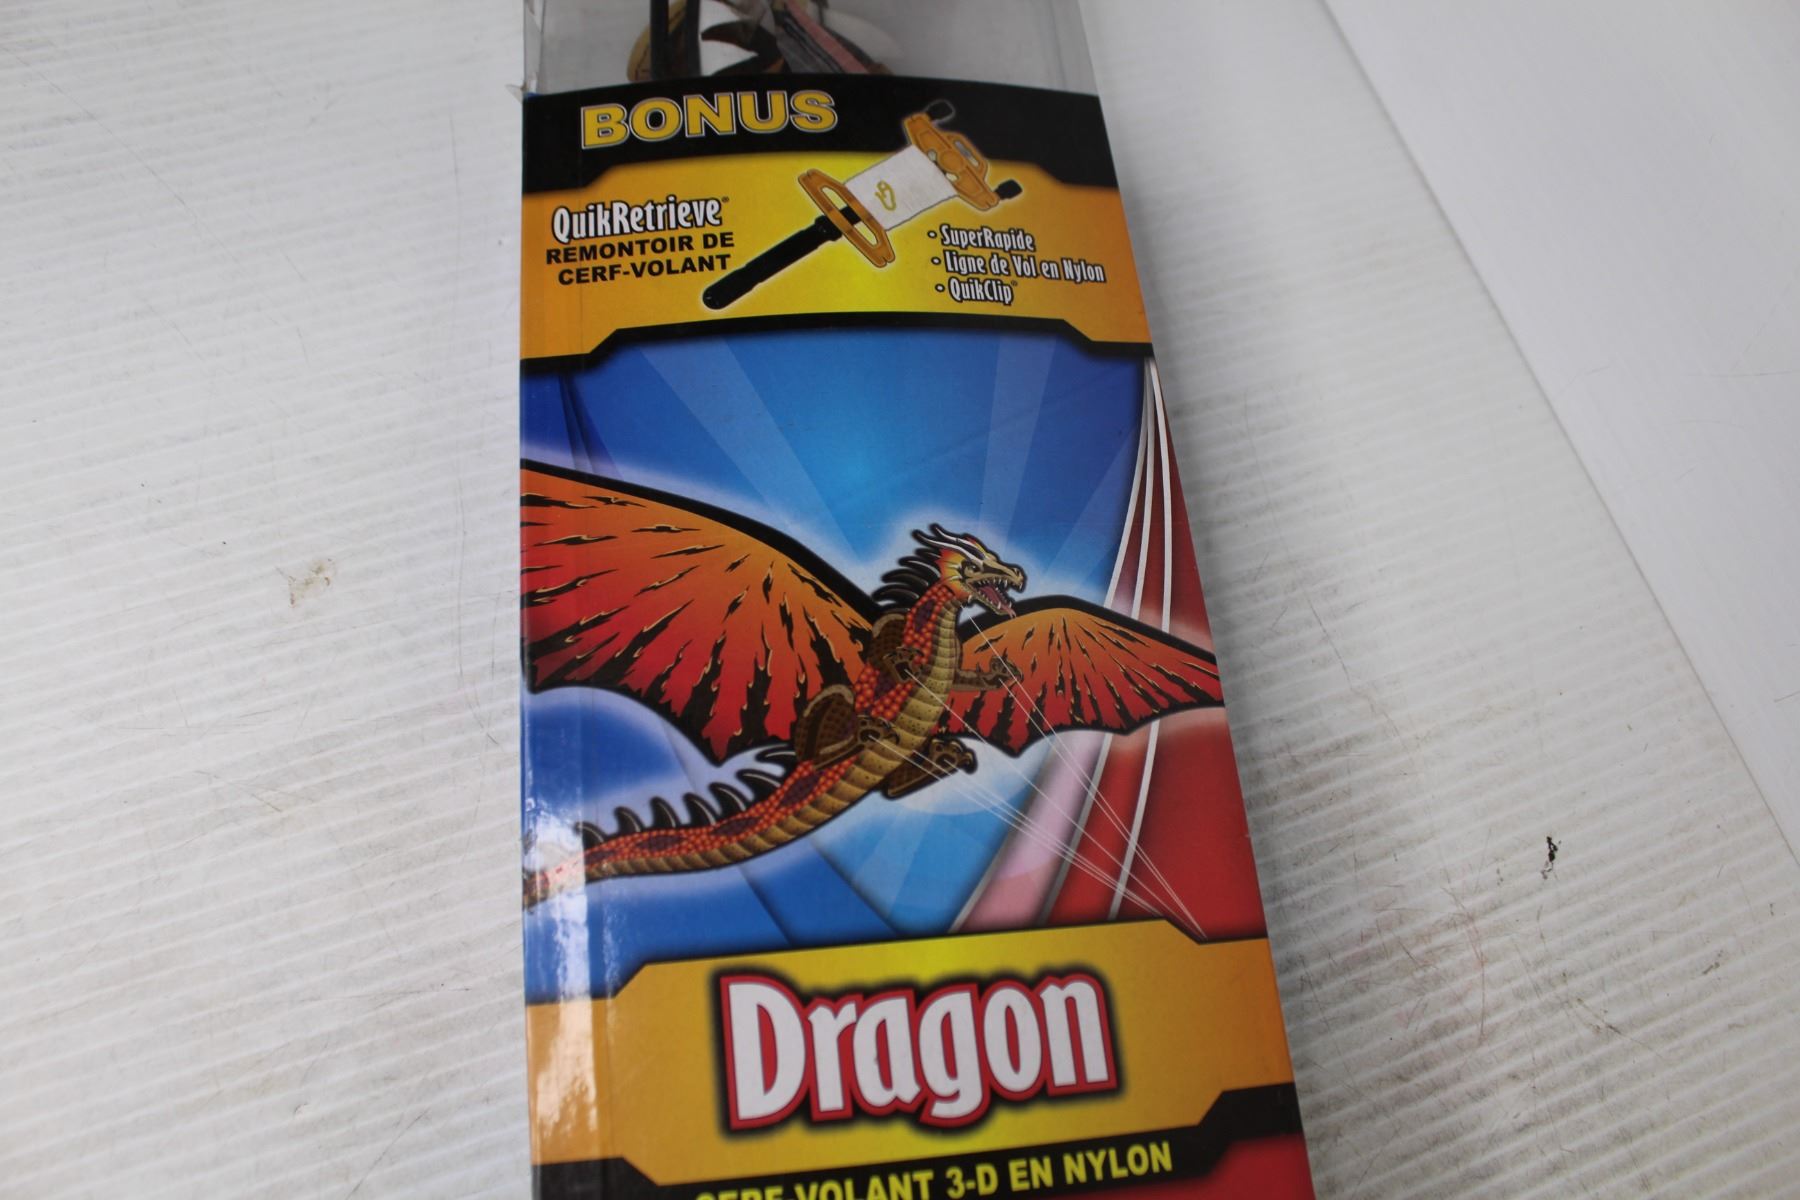 BONUS
QuikRetrieve®
REMONTOIR DE
CERF-VOLANT
• SuperRapide
• Ligne de Vol en Nylon
• QuikClip®
Dragon
CERF-VOLANT 3-D EN NYLON